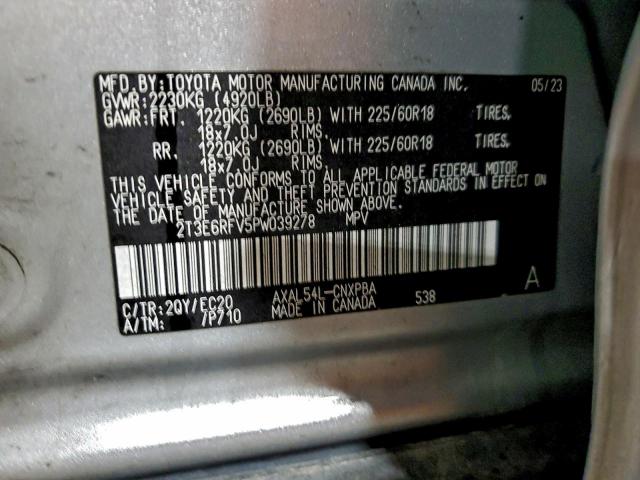 MFD.BY:TOYOTA MOTOR MANUFACTURING CANADA INC. 05/23
GVWR:2230KG (4920LB)
GAWR:FRT. 1220KG (2690LB) WITH 225/60R18 TIRES.
18x7.0J RIMS.
RR. 1220KG (2690LB) WITH 225/60R18 TIRES.
18x7.0J RIMS.
THIS VEHICLE CONFORMS TO ALL APPLICABLE FEDERAL MOTOR
VEHICLE SAFETY AND THEFT PREVENTION STANDARDS IN EFFECT ON
THE DATE OF MANUFACTURE SHOWN ABOVE.
2T3E6RFV5PW039278 MPV
C/TR:2QY/EC20 AXAL54L-CNXPBA 538 A
A/TM: 7P710 MADE IN CANADA